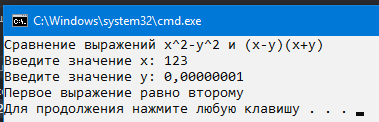 C:\Windows\system32\cmd.exe
Сравнение выражений x^2-y^2 и (x-y)(x+y)
Введите значение x: 123
Введите значение y: 0,00000001
Первое выражение равно второму
Для продолжения нажмите любую клавишу . . .